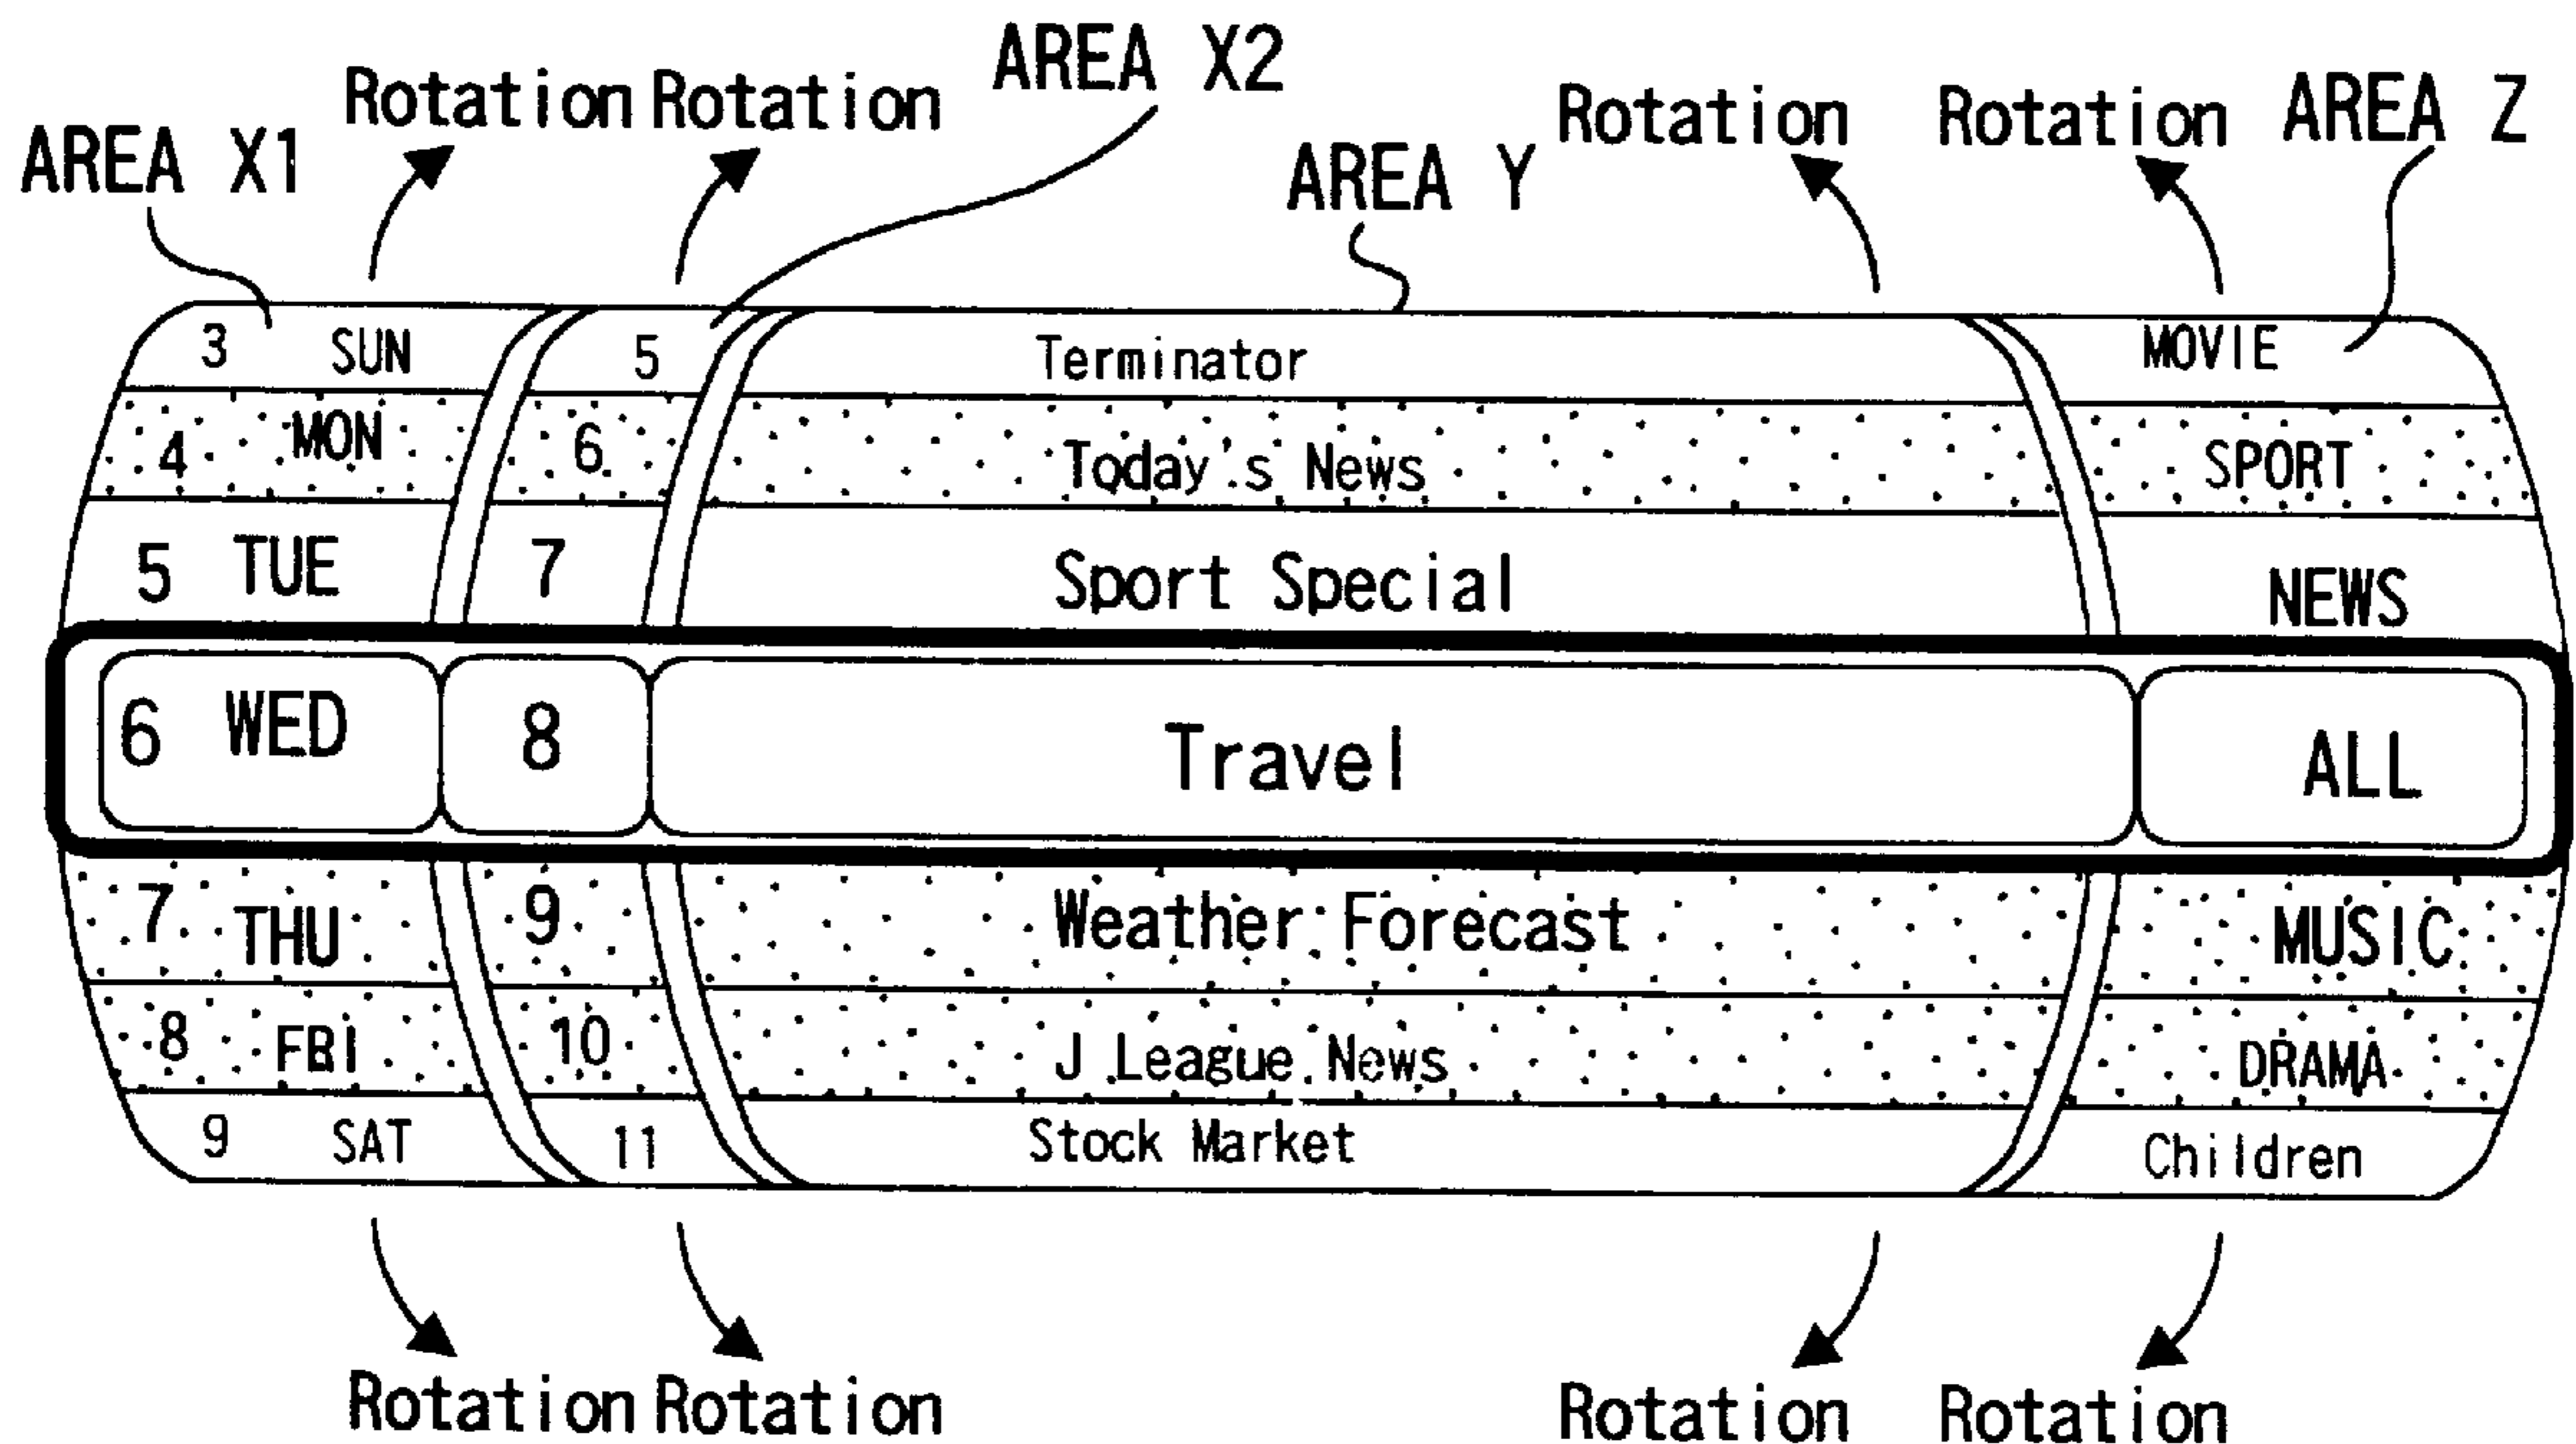 AREA X2
Rotation Rotation Rotation Rotation AREA Z
AREA X1 AREA Y
3 SUN 5 Terminator MOVIE
4 MON 6 Today's News SPORT
5 TUE 7 Sport Special NEWS
6 WED 8 Travel ALL
7 THU 9 Weather Forecast MUSIC
8 FBI 10 J League News DRAMA
9 SAT 11 Stock Market Children
Rotation Rotation Rotation Rotation